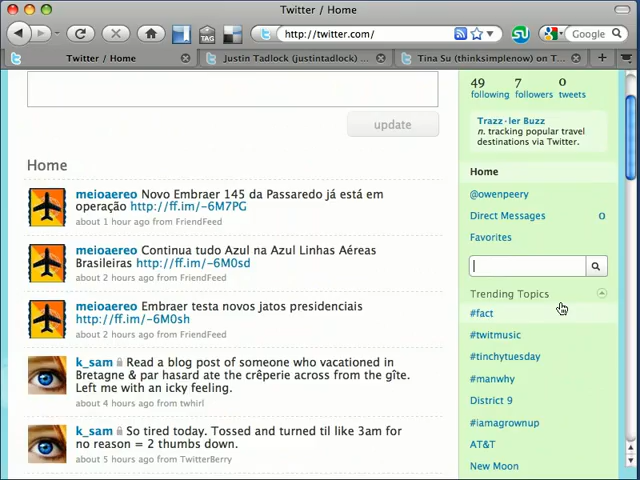 Twitter / Home
http://twitter.com/
Google
TAG
Twitter / Home
Justin Tadlock (justintadlock) ...
Tina Su (thinksimplenow) on T...
update
Home
meioaereo Novo Embraer 145 da Passaredo já está em
operação http://ff.im/-6M7PG
about 1 hour ago from FriendFeed
meioaereo Continua tudo Azul na Azul Linhas Aéreas
Brasileiras http://ff.im/-6M0sd
about 2 hours ago from FriendFeed
meioaereo Embraer testa novos jatos presidenciais
http://ff.im/-6M0sh
about 2 hours ago from FriendFeed
k_sam Read a blog post of someone who vacationed in
Bretagne & par hasard ate the crêperie across from the gîte.
Left me with an icky feeling.
about 4 hours ago from twhirl
k_sam So tired today. Tossed and turned til like 3am for
no reason = 2 thumbs down.
about 5 hours ago from TwitterBerry
49 7 0
following followers tweets
Trazz·ler Buzz
n. tracking popular travel
destinations via Twitter.
Home
@owenpeery
Direct Messages 0
Favorites
Trending Topics
#fact
#twitmusic
#tinchytuesday
#manwhy
District 9
#iamagrownup
AT&T
New Moon